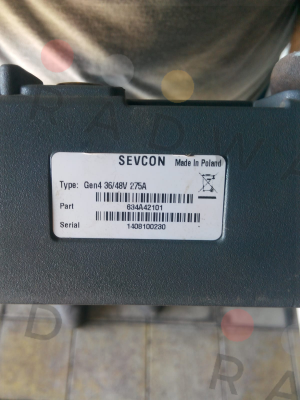 SEVCON Made in Poland
Type: Gen4 36/48V 275A
Part 634A42101
Serial 1408100230